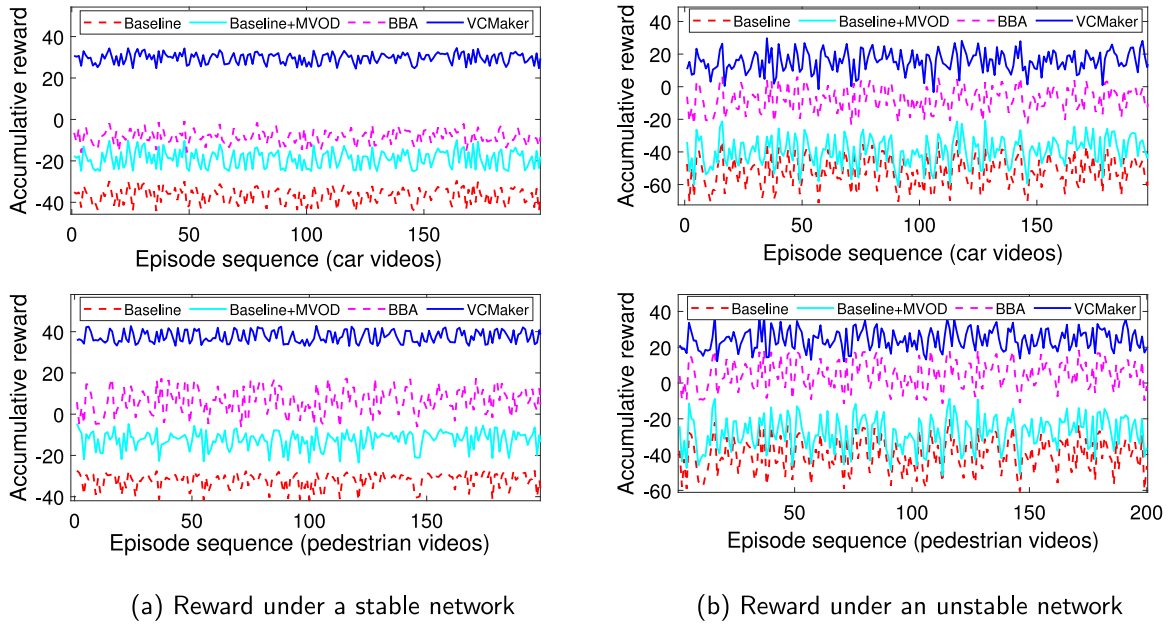 Baseline Baseline+MVOD BBA VCMaker
Accumulative reward
40
20
0
-20
-40
0 50 100 150
Episode sequence (car videos)
Baseline Baseline+MVOD BBA VCMaker
Accumulative reward
40
20
0
-20
-40
-60
0 50 100 150
Episode sequence (car videos)
Baseline Baseline+MVOD BBA VCMaker
Accumulative reward
40
20
0
-20
-40
0 50 100 150
Episode sequence (pedestrian videos)
Baseline Baseline+MVOD BBA VCMaker
Accumulative reward
40
20
0
-20
-40
-60
50 100 150 200
Episode sequence (pedestrian videos)
(a) Reward under a stable network
(b) Reward under an unstable network